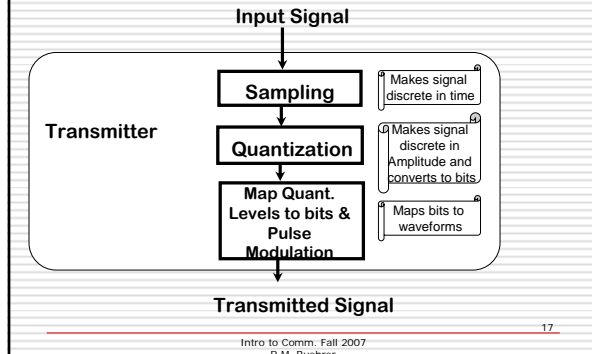 Input Signal
Sampling
Makes signal
discrete in time
Transmitter
Quantization
Makes signal
discrete in
Amplitude and
converts to bits
Map Quant.
Levels to bits &
Pulse
Modulation
Maps bits to
waveforms
Transmitted Signal
17
Intro to Comm. Fall 2007
R.M. Buehrer